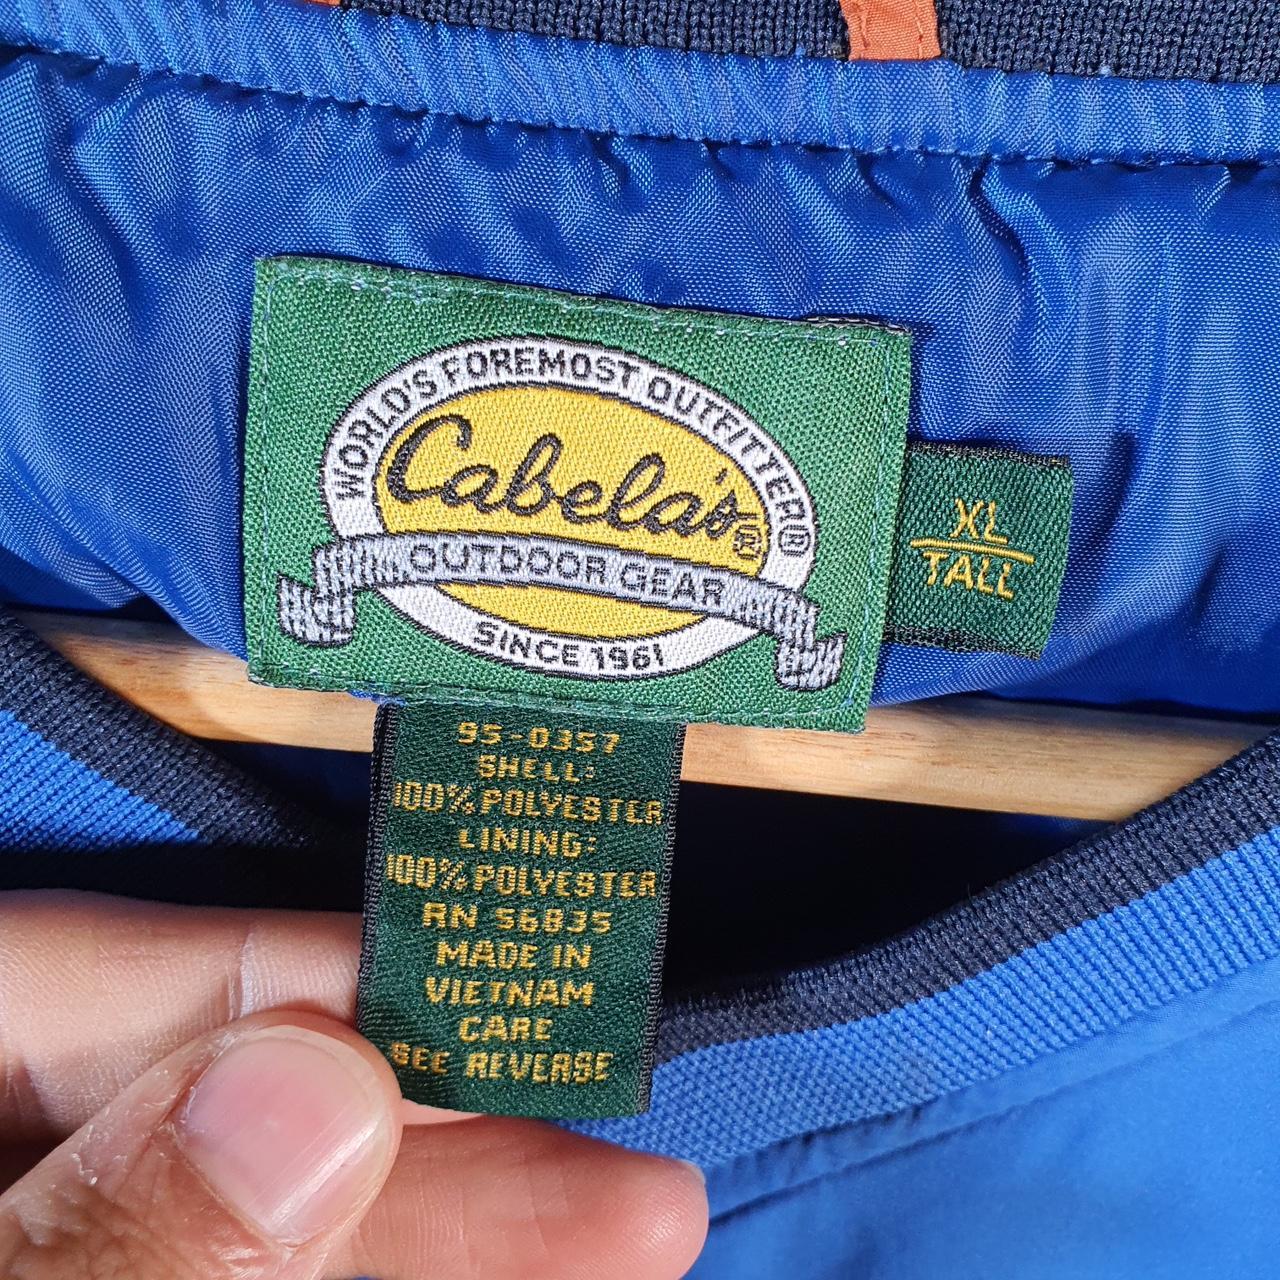 WORLD'S FOREMOST OUTFITTER®
Cabela's®
OUTDOOR GEAR
SINCE 1961
XL
TALL
95-0357
SHELL:
100% POLYESTER
LINING:
100% POLYESTER
RN 56835
MADE IN
VIETNAM
CARE
SEE REVERSE